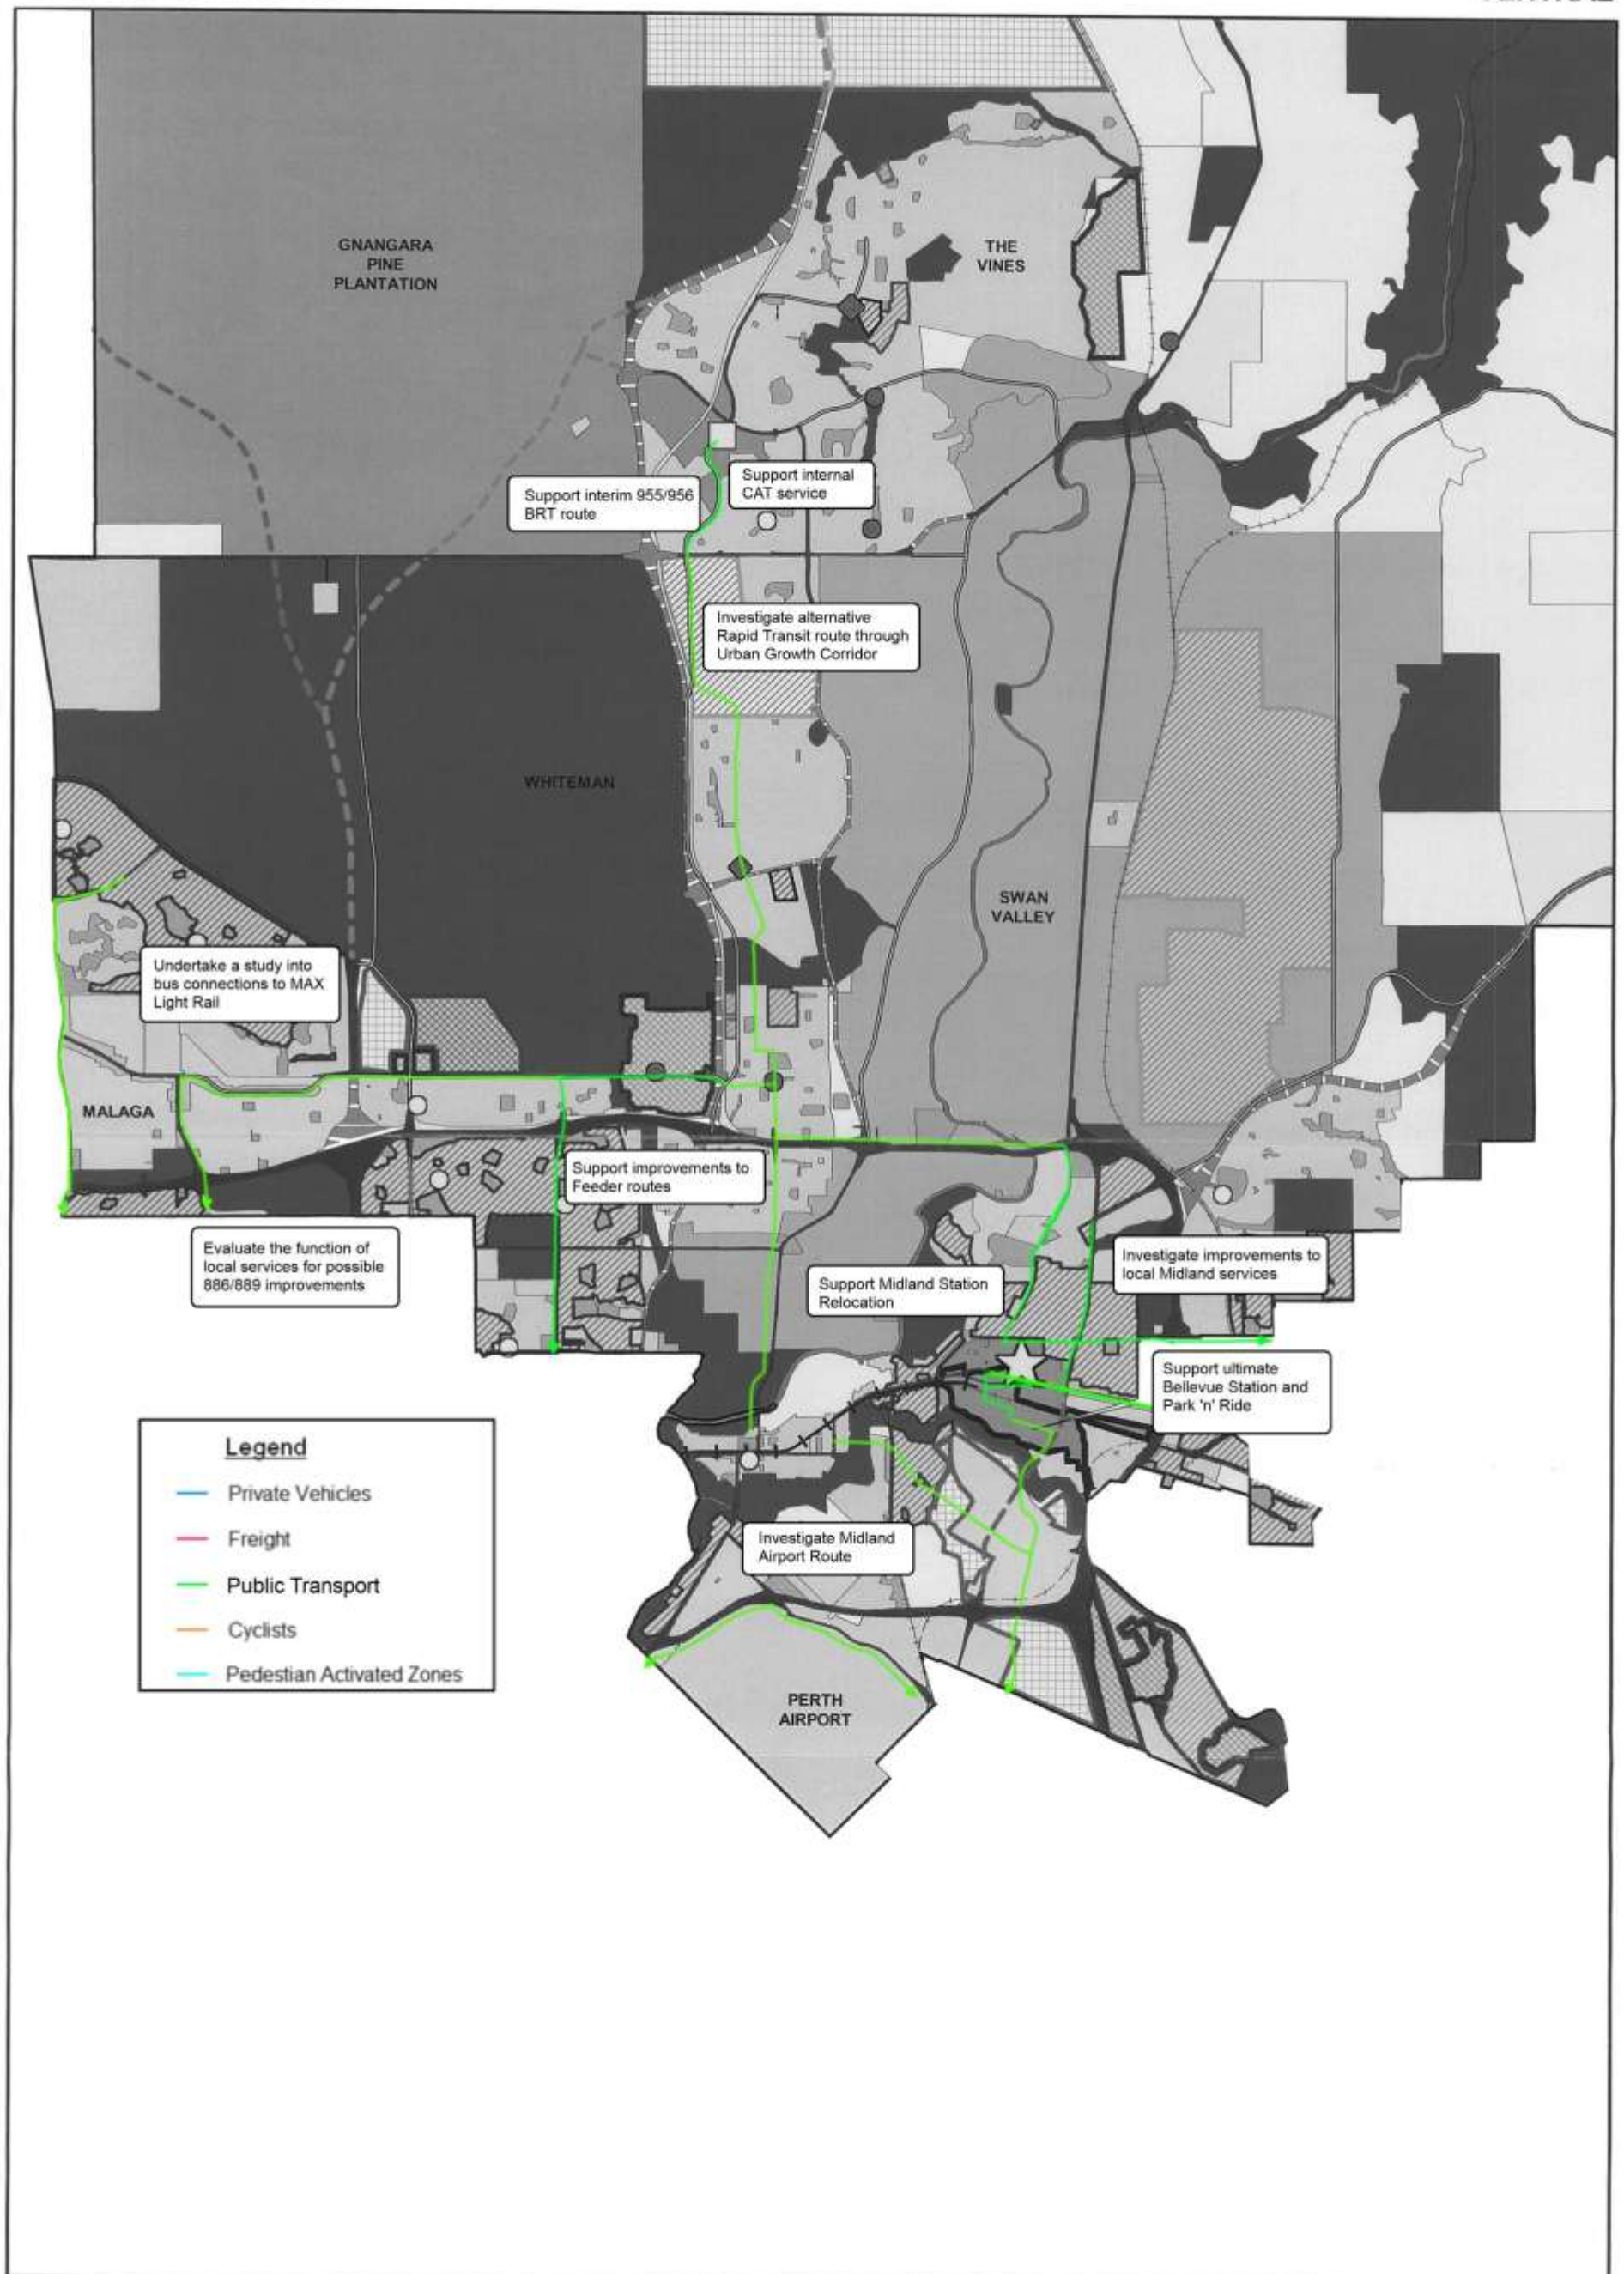 GNANGARA
PINE
PLANTATION
THE
VINES
Support interim 955/956
BRT route
Support internal
CAT service
Investigate alternative
Rapid Transit route through
Urban Growth Corridor
WHITEMAN
SWAN
VALLEY
Undertake a study into
bus connections to MAX
Light Rail
MALAGA
Support improvements to
Feeder routes
Evaluate the function of
local services for possible
886/889 improvements
Support Midland Station
Relocation
Investigate improvements to
local Midland services
Support ultimate
Bellevue Station and
Park 'n' Ride
Legend
Private Vehicles
Freight
Public Transport
Cyclists
Pedestian Activated Zones
Investigate Midland
Airport Route
PERTH
AIRPORT